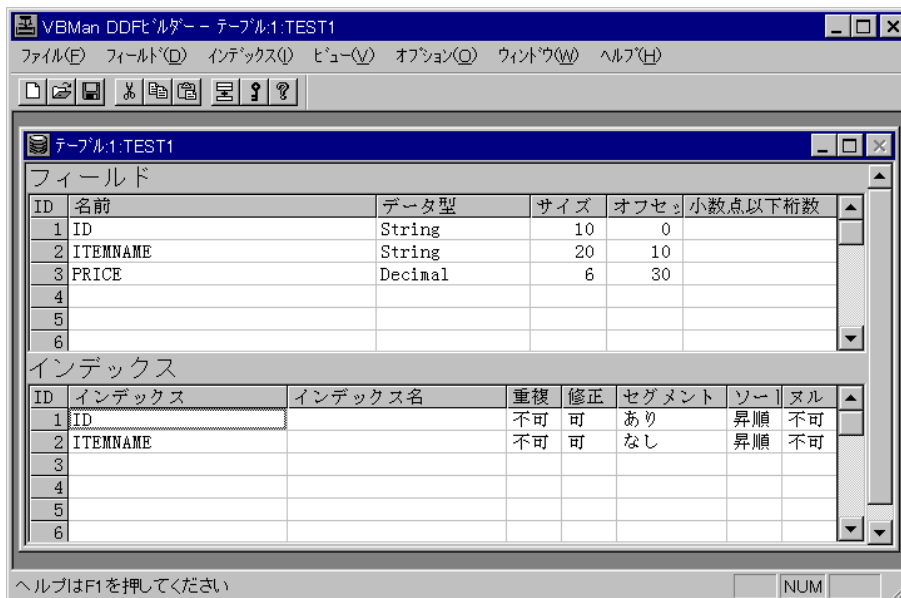 VBMan DDFﾋﾞﾙﾀﾞｰ - ﾃｰﾌﾞﾙ:1:TEST1
ﾌｧｲﾙ(F) ﾌｨｰﾙﾄﾞ(D) ｲﾝﾃﾞｯｸｽ(I) ﾋﾞｭｰ(V) ｵﾌﾟｼｮﾝ(O) ｳｨﾝﾄﾞｳ(W) ﾍﾙﾌﾟ(H)
ﾃｰﾌﾞﾙ:1:TEST1
フィールド
ID 名前 データ型 サイズ オフセッ 小数点以下桁数
1 ID String 10 0
2 ITEMNAME String 20 10
3 PRICE Decimal 6 30
4
5
6
インデックス
ID インデックス インデックス名 重複 修正 セグメント ソー ヌル
1 ID 不可 可 あり 昇順 不可
2 ITEMNAME 不可 可 なし 昇順 不可
3
4
5
6
ヘルプはF1を押してください NUM